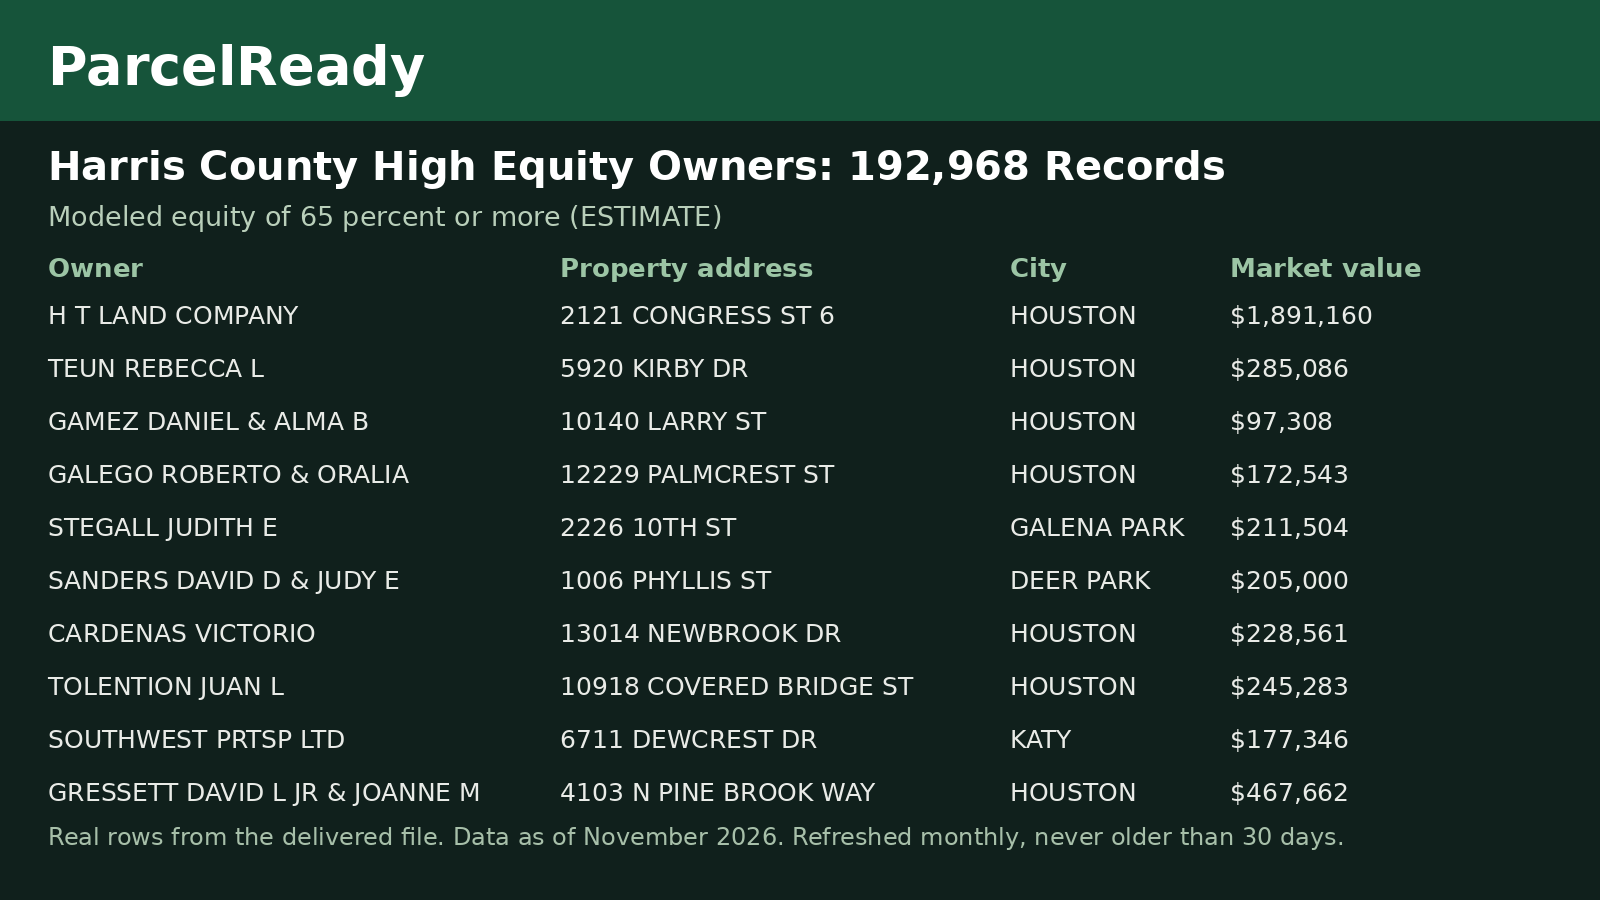 ParcelReady
Harris County High Equity Owners: 192,968 Records
Modeled equity of 65 percent or more (ESTIMATE)
Owner Property address City Market value
H T LAND COMPANY 2121 CONGRESS ST 6 HOUSTON $1,891,160
TEUN REBECCA L 5920 KIRBY DR HOUSTON $285,086
GAMEZ DANIEL & ALMA B 10140 LARRY ST HOUSTON $97,308
GALEGO ROBERTO & ORALIA 12229 PALMCREST ST HOUSTON $172,543
STEGALL JUDITH E 2226 10TH ST GALENA PARK $211,504
SANDERS DAVID D & JUDY E 1006 PHYLLIS ST DEER PARK $205,000
CARDENAS VICTORIO 13014 NEWBROOK DR HOUSTON $228,561
TOLENTION JUAN L 10918 COVERED BRIDGE ST HOUSTON $245,283
SOUTHWEST PRTSP LTD 6711 DEWCREST DR KATY $177,346
GRESSETT DAVID L JR & JOANNE M 4103 N PINE BROOK WAY HOUSTON $467,662
Real rows from the delivered file. Data as of November 2026. Refreshed monthly, never older than 30 days.